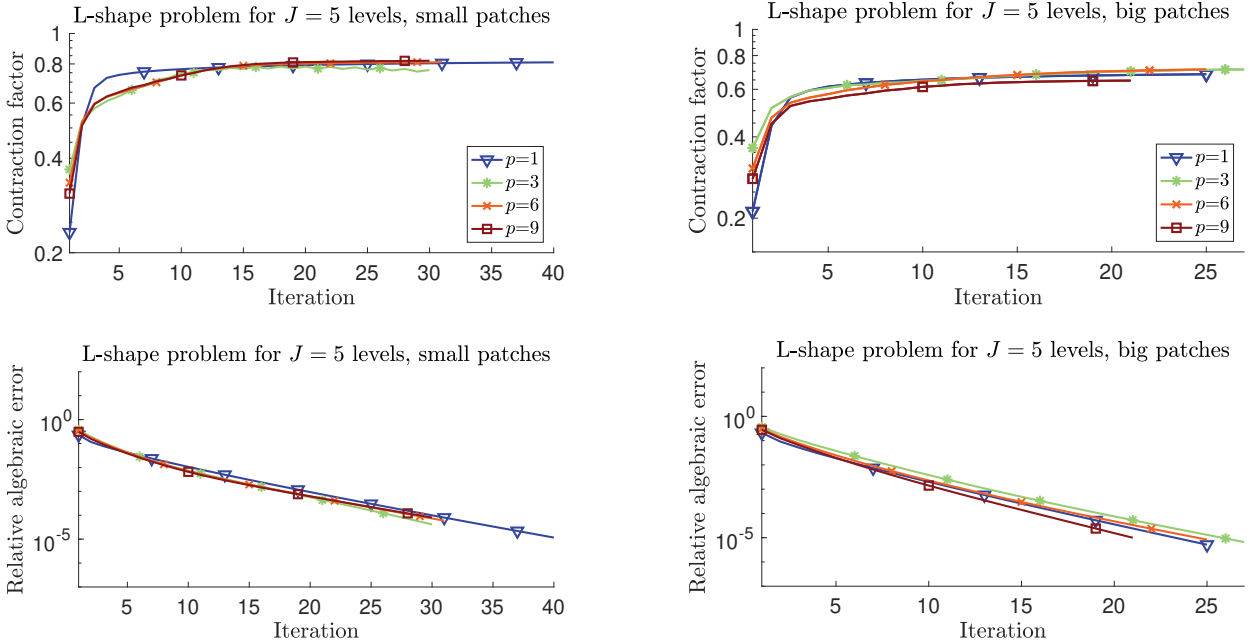 L-shape problem for J = 5 levels, small patches
Contraction factor
1
0.8
0.6
0.4
0.2
p=1
p=3
p=6
p=9
5 10 15 20 25 30 35 40
Iteration
L-shape problem for J = 5 levels, big patches
Contraction factor
1
0.8
0.6
0.4
0.2
p=1
p=3
p=6
p=9
5 10 15 20 25
Iteration
L-shape problem for J = 5 levels, small patches
Relative algebraic error
10^0
10^-5
5 10 15 20 25 30 35 40
Iteration
L-shape problem for J = 5 levels, big patches
Relative algebraic error
10^0
10^-5
5 10 15 20 25
Iteration